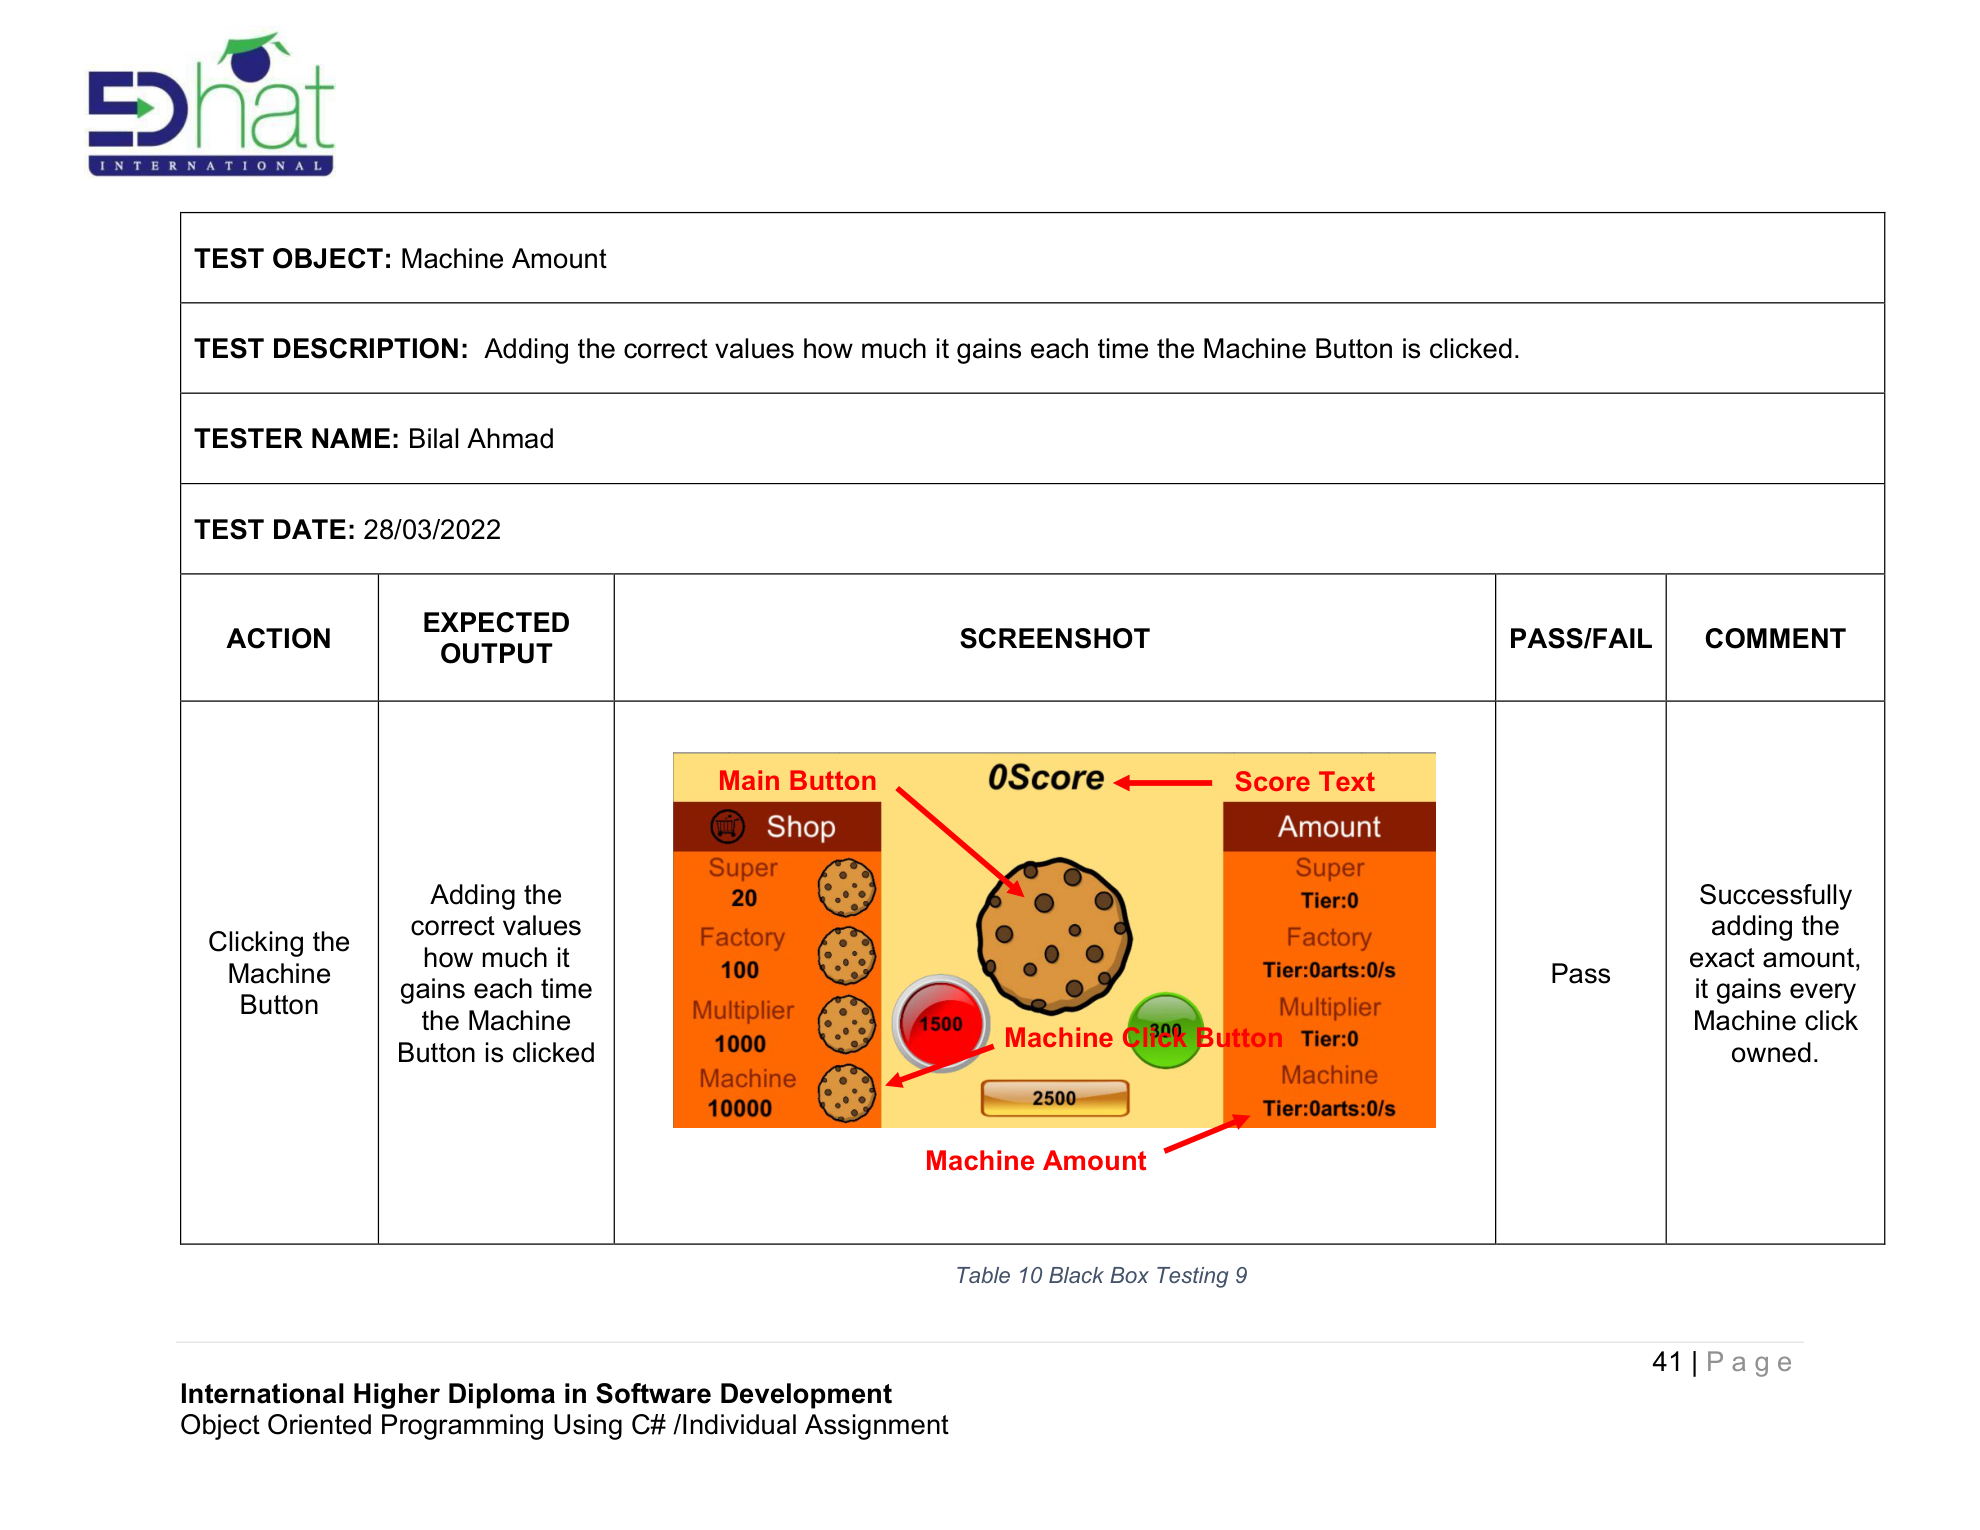 EDhat
INTERNATIONAL
TEST OBJECT: Machine Amount
TEST DESCRIPTION: Adding the correct values how much it gains each time the Machine Button is clicked.
TESTER NAME: Bilal Ahmad
TEST DATE: 28/03/2022
ACTION
EXPECTED
OUTPUT
SCREENSHOT
PASS/FAIL
COMMENT
Clicking the
Machine
Button
Adding the
correct values
how much it
gains each time
the Machine
Button is clicked
Main Button
0Score
Score Text
Shop
Super
20
Factory
100
Multiplier
1000
Machine
10000
1500
300
Machine Click Button
2500
Amount
Super
Tier:0
Factory
Tier:0arts:0/s
Multiplier
Tier:0
Machine
Tier:0arts:0/s
Machine Amount
Pass
Successfully
adding the
exact amount,
it gains every
Machine click
owned.
Table 10 Black Box Testing 9
41 | Page
International Higher Diploma in Software Development
Object Oriented Programming Using C# /Individual Assignment